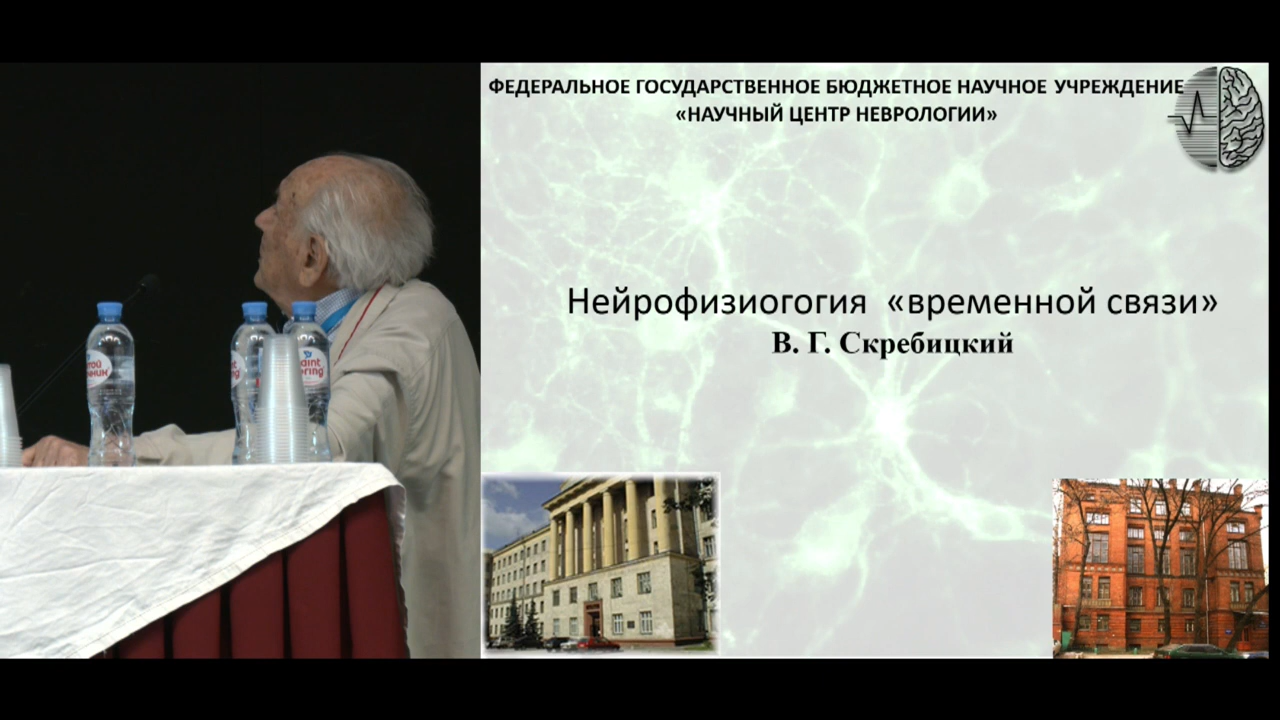 ФЕДЕРАЛЬНОЕ ГОСУДАРСТВЕННОЕ БЮДЖЕТНОЕ НАУЧНОЕ УЧРЕЖДЕНИЕ
«НАУЧНЫЙ ЦЕНТР НЕВРОЛОГИИ»
Нейрофизиогогия «временной связи»
В. Г. Скребицкий